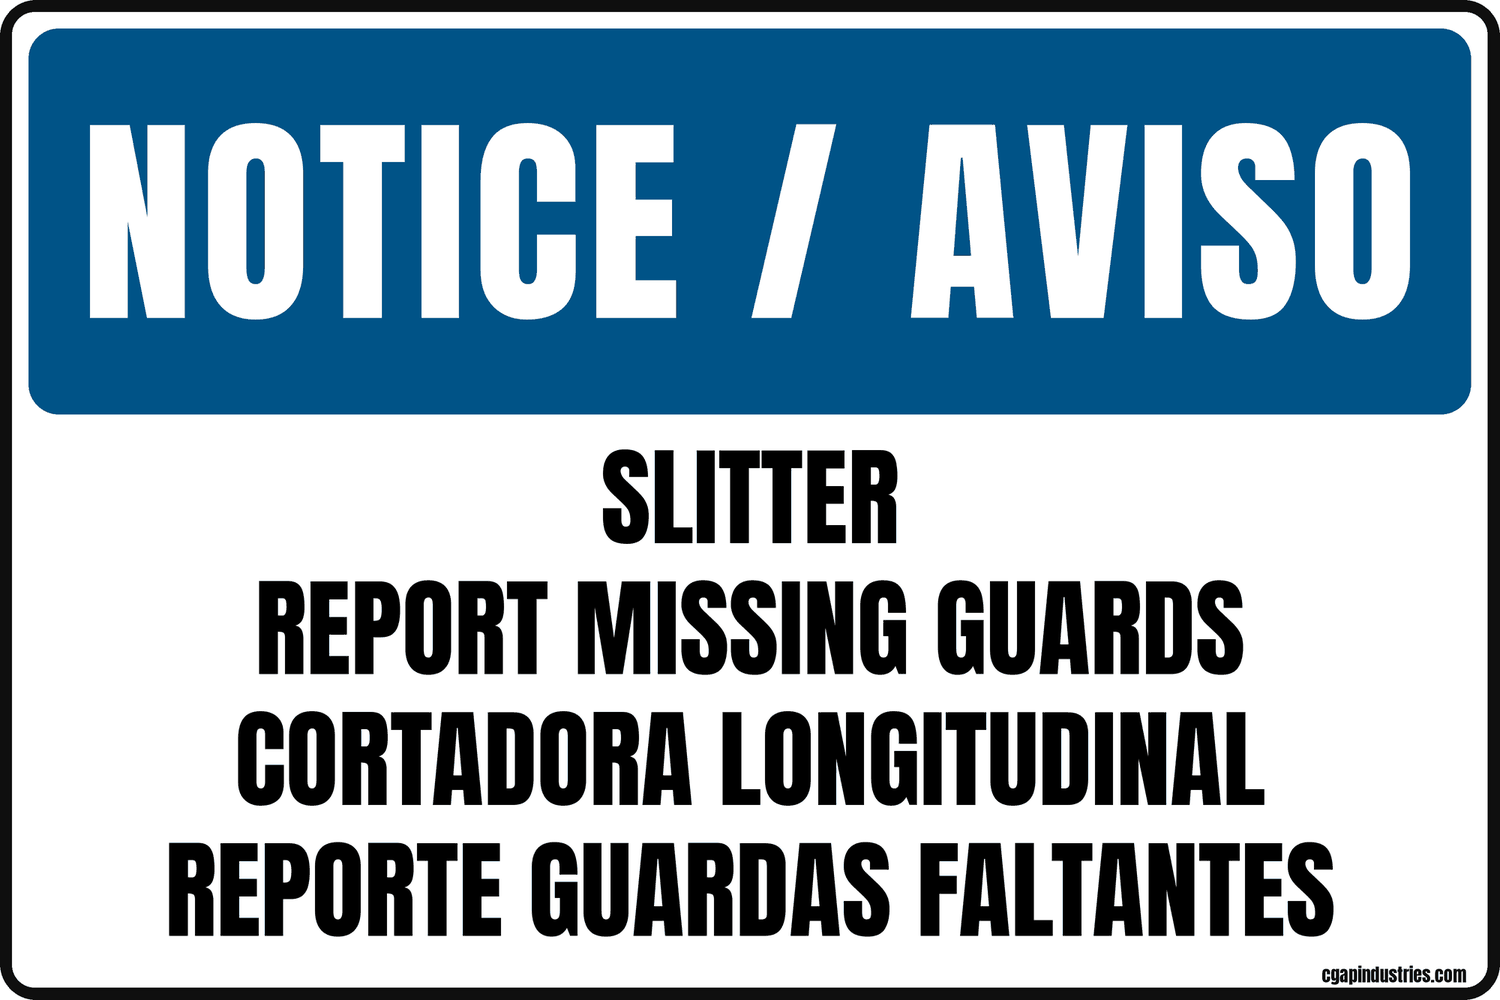 NOTICE / AVISO
SLITTER
REPORT MISSING GUARDS
CORTADORA LONGITUDINAL
REPORTE GUARDAS FALTANTES
cgapindustries.com